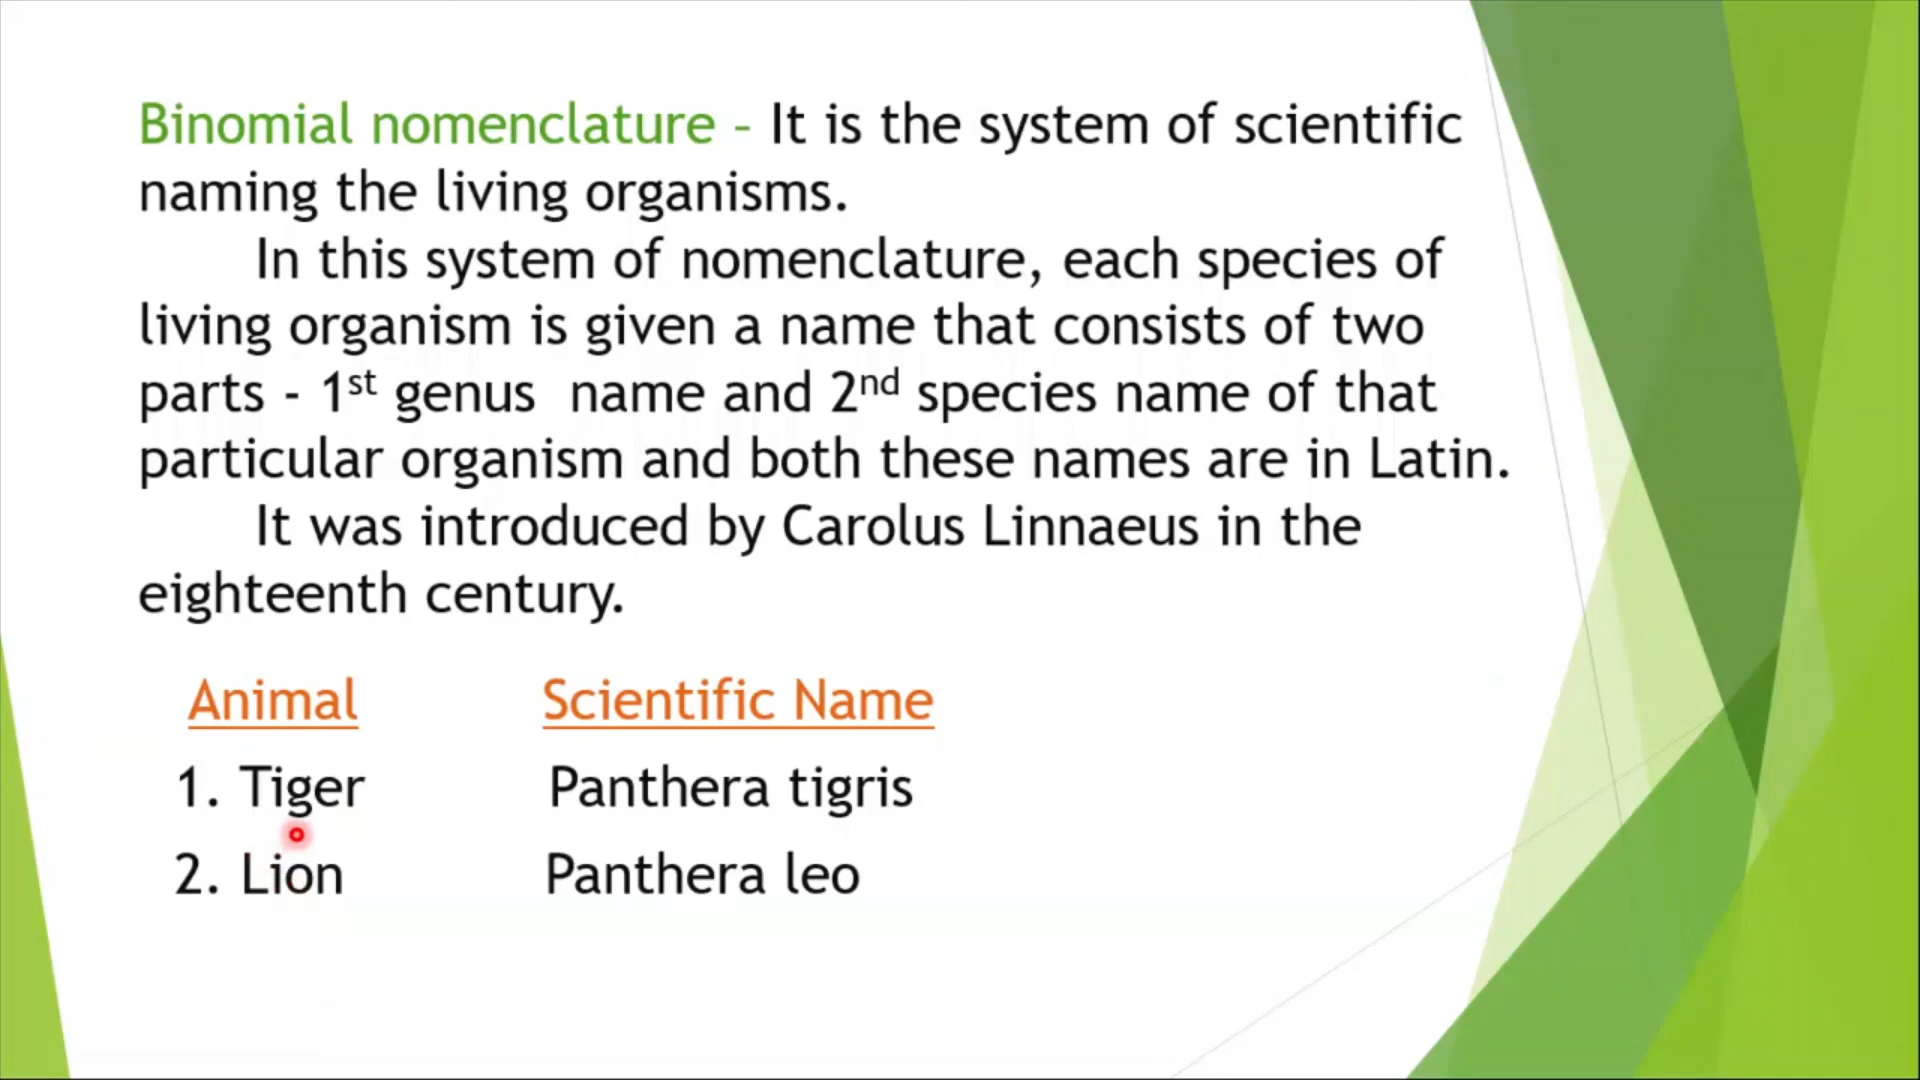 Binomial nomenclature – It is the system of scientific
naming the living organisms.
In this system of nomenclature, each species of
living organism is given a name that consists of two
parts - 1st genus  name and 2nd species name of that
particular organism and both these names are in Latin.
It was introduced by Carolus Linnaeus in the
eighteenth century.
Animal Scientific Name
1. Tiger Panthera tigris
2. Lion Panthera leo